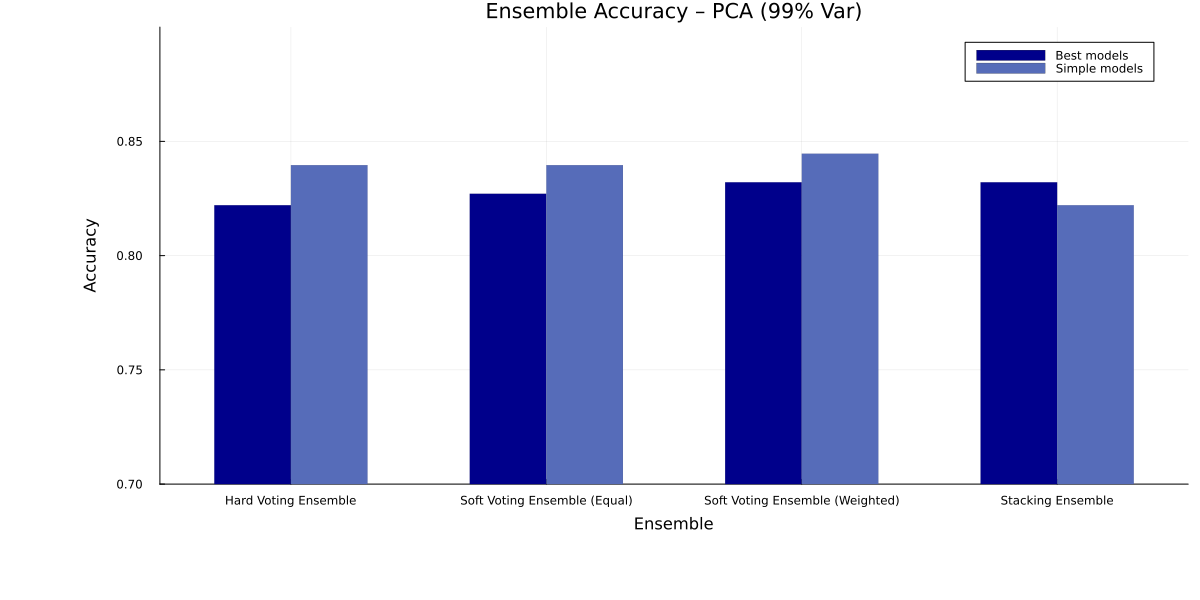 Ensemble Accuracy – PCA (99% Var)
Best models
Simple models
0.85
0.80
0.75
0.70
Accuracy
Hard Voting Ensemble
Soft Voting Ensemble (Equal)
Soft Voting Ensemble (Weighted)
Stacking Ensemble
Ensemble